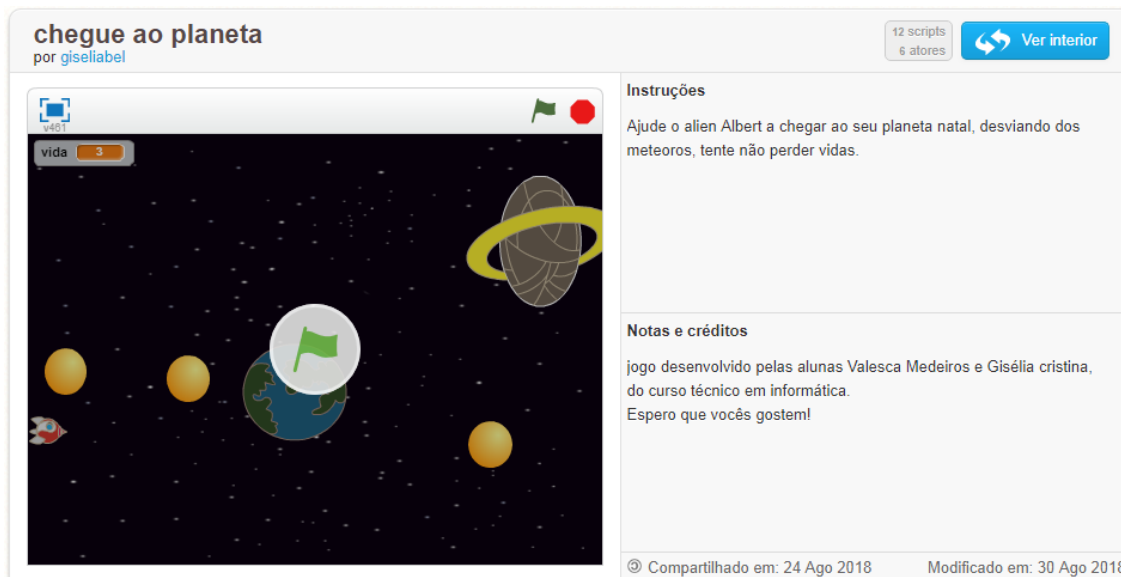 chegue ao planeta
por giseliabel
12 scripts
6 atores
Ver interior
v461
vida 3
Instruções
Ajude o alien Albert a chegar ao seu planeta natal, desviando dos
meteoros, tente não perder vidas.
Notas e créditos
jogo desenvolvido pelas alunas Valesca Medeiros e Gisélia cristina,
do curso técnico em informática.
Espero que vocês gostem!
Compartilhado em: 24 Ago 2018 Modificado em: 30 Ago 2018